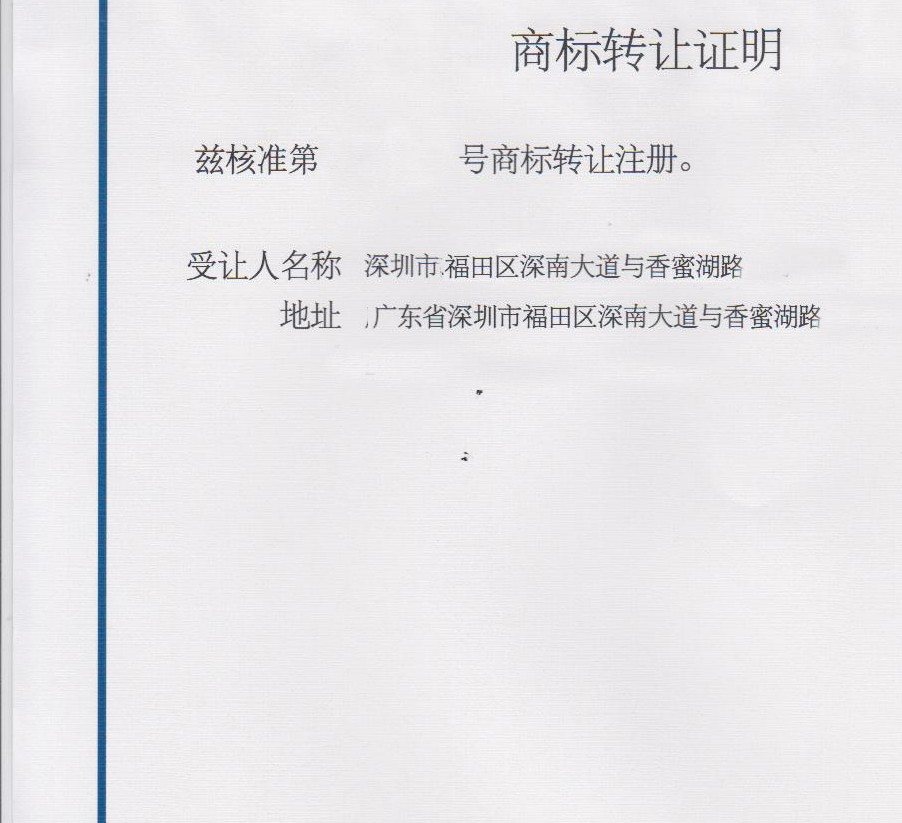 商标转让证明
兹核准第 号商标转让注册。
受让人名称 深圳市福田区深南大道与香蜜湖路
地址 广东省深圳市福田区深南大道与香蜜湖路